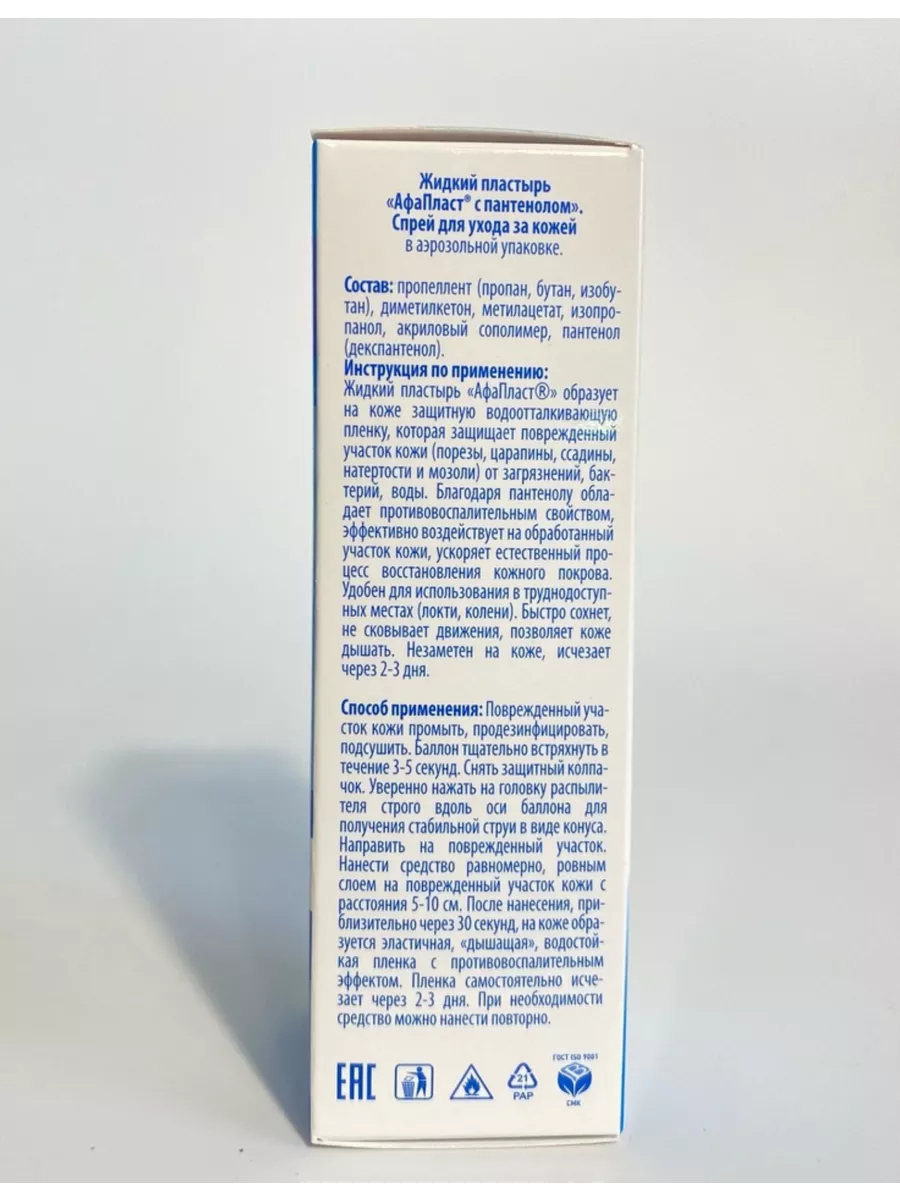 Жидкий пластырь
«АфаПласт® с пантенолом».
Спрей для ухода за кожей
в аэрозольной упаковке.
Состав: пропеллент (пропан, бутан, изобу-
тан), диметилкетон, метилацетат, изопро-
панол, акриловый сополимер, пантенол
(декспантенол).
Инструкция по применению:
Жидкий пластырь «АфаПласт®» образует
на коже защитную водоотталкивающую
пленку, которая защищает поврежденный
участок кожи (порезы, царапины, ссадины,
натертости и мозоли) от загрязнений, бак-
терий, воды. Благодаря пантенолу обла-
дает противовоспалительным свойством,
эффективно воздействует на обработанный
участок кожи, ускоряет естественный про-
цесс восстановления кожного покрова.
Удобен для использования в труднодоступ-
ных местах (локти, колени). Быстро сохнет,
не сковывает движения, позволяет коже
дышать. Незаметен на коже, исчезает
через 2-3 дня.
Способ применения: Поврежденный уча-
сток кожи промыть, продезинфицировать,
подсушить. Баллон тщательно встряхнуть в
течение 3-5 секунд. Снять защитный колпа-
чок. Уверенно нажать на головку распыли-
теля строго вдоль оси баллона для
получения стабильной струи в виде конуса.
Направить на поврежденный участок.
Нанести средство равномерно, ровным
слоем на поврежденный участок кожи с
расстояния 5-10 см. После нанесения, при-
близительно через 30 секунд, на коже обра-
зуется эластичная, «дышащая», водостой-
кая пленка с противовоспалительным
эффектом. Пленка самостоятельно исче-
зает через 2-3 дня. При необходимости
средство можно нанести повторно.
ГОСТ ISO 9001
EAC
21
PAP
СМК